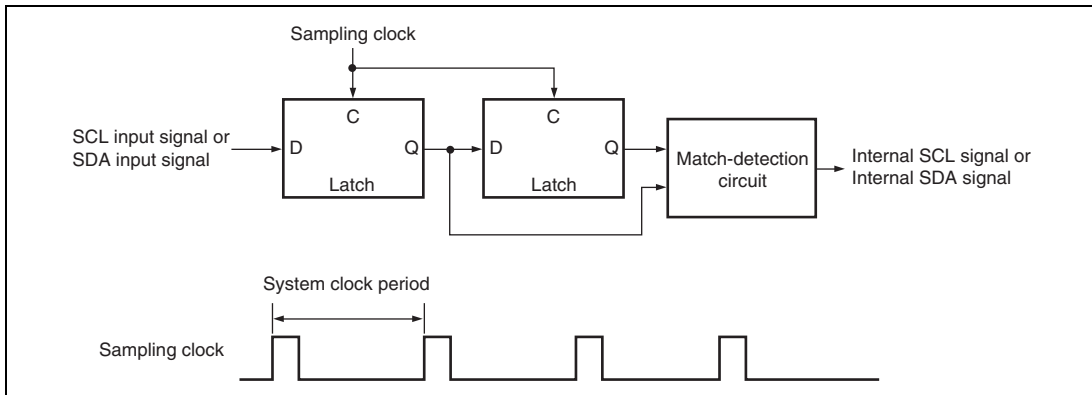 Sampling clock
C
C
SCL input signal or
SDA input signal
D
Q
D
Q
Latch
Latch
Match-detection
circuit
Internal SCL signal or
Internal SDA signal
System clock period
Sampling clock